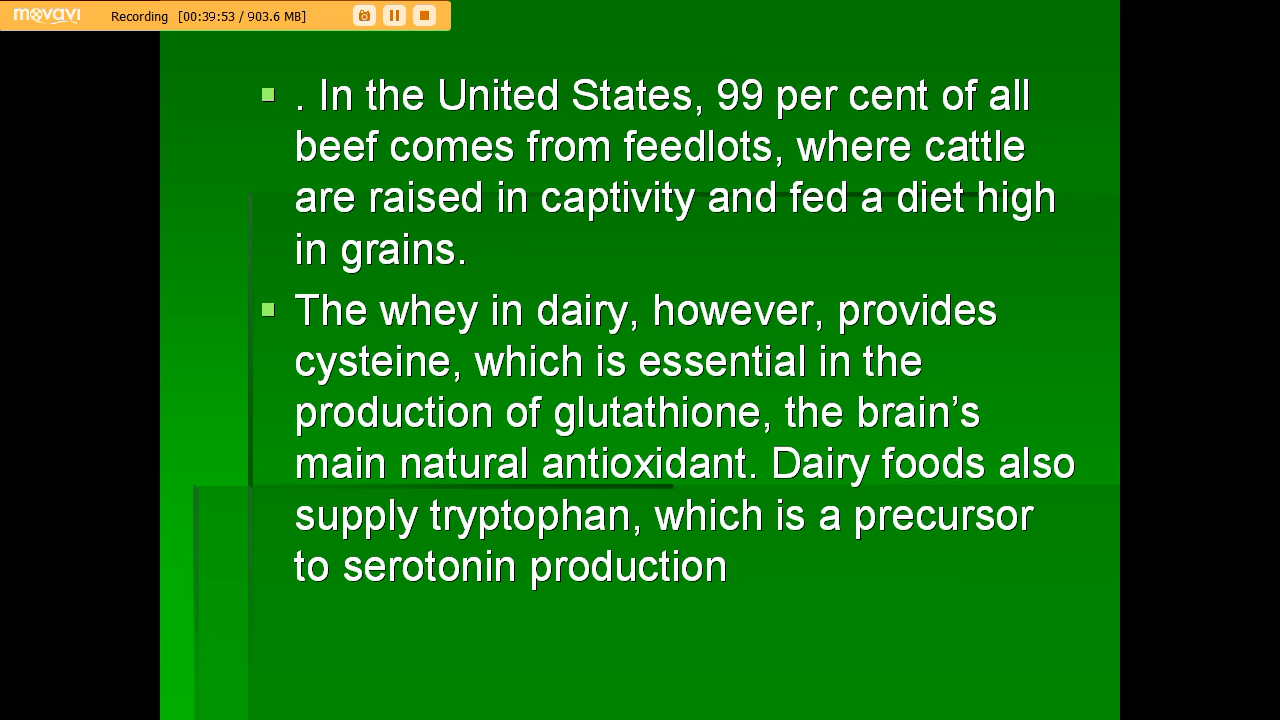 movavi
Recording [00:39:53 / 903.6 MB]
. In the United States, 99 per cent of all
beef comes from feedlots, where cattle
are raised in captivity and fed a diet high
in grains.
The whey in dairy, however, provides
cysteine, which is essential in the
production of glutathione, the brain’s
main natural antioxidant. Dairy foods also
supply tryptophan, which is a precursor
to serotonin production